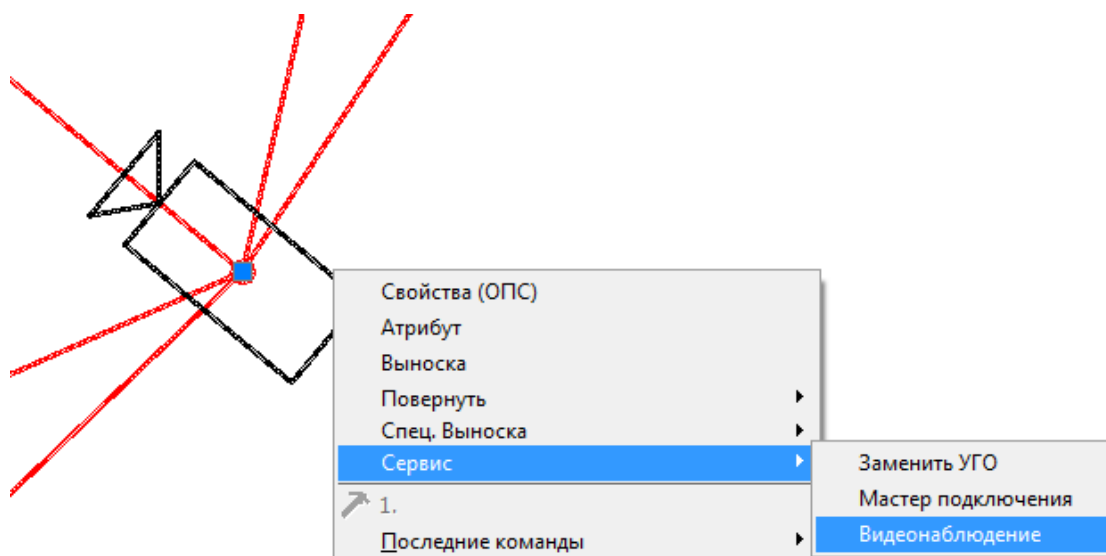 Свойства (ОПС)
Атрибут
Выноска
Повернуть
Спец. Выноска
Сервис
1.
Последние команды
Заменить УГО
Мастер подключения
Видеонаблюдение